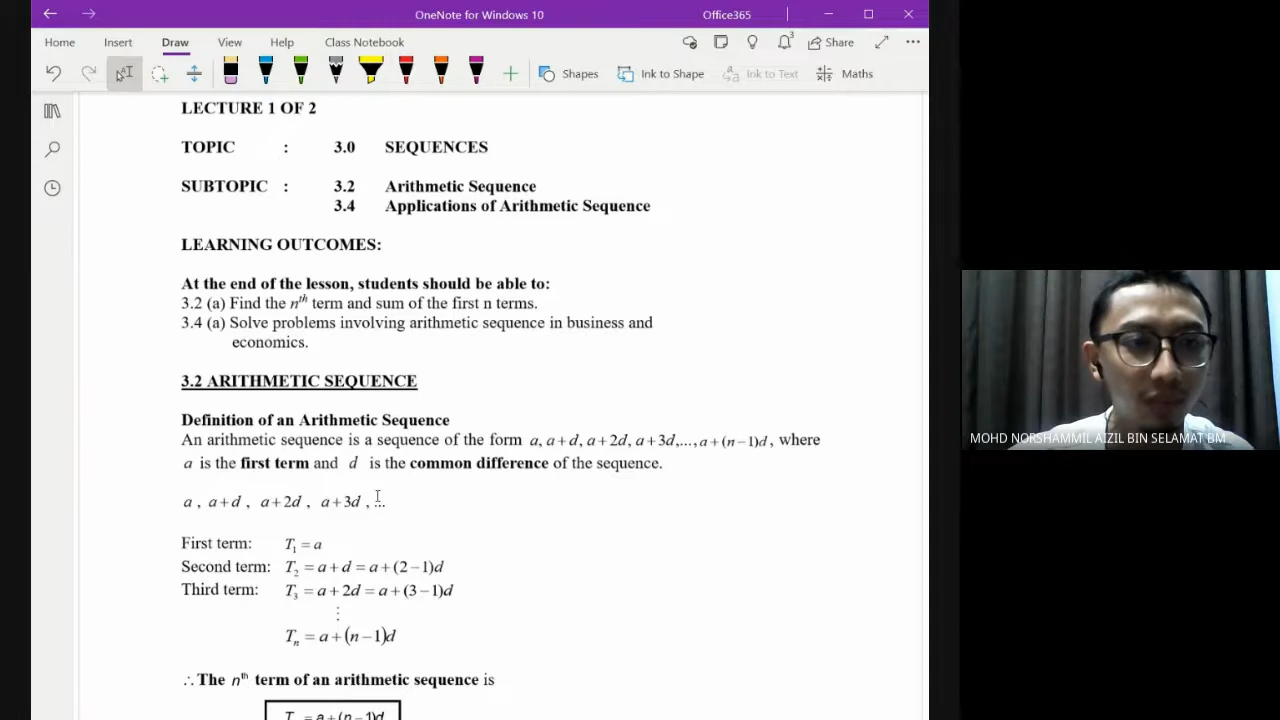 OneNote for Windows 10
Office365
Home Insert Draw View Help Class Notebook
3
Share
Shapes Ink to Shape Ink to Text Maths
LECTURE 1 OF 2
TOPIC : 3.0 SEQUENCES
SUBTOPIC : 3.2 Arithmetic Sequence
3.4 Applications of Arithmetic Sequence
LEARNING OUTCOMES:
At the end of the lesson, students should be able to:
3.2 (a) Find the nth term and sum of the first n terms.
3.4 (a) Solve problems involving arithmetic sequence in business and
economics.
3.2 ARITHMETIC SEQUENCE
Definition of an Arithmetic Sequence
An arithmetic sequence is a sequence of the form a, a+d, a+2d, a+3d,...,a+(n−1)d, where
a is the first term and d is the common difference of the sequence.
a , a+d , a+2d , a+3d , ...
First term: T₁ = a
Second term: T₂ = a+d = a+(2−1)d
Third term: T₃ = a+2d = a+(3−1)d
⋮
Tₙ = a+(n−1)d
∴ The nth term of an arithmetic sequence is
Tₙ = a+(n−1)d
MOHD NORSHAMMIL AIZIL BIN SELAMAT BM